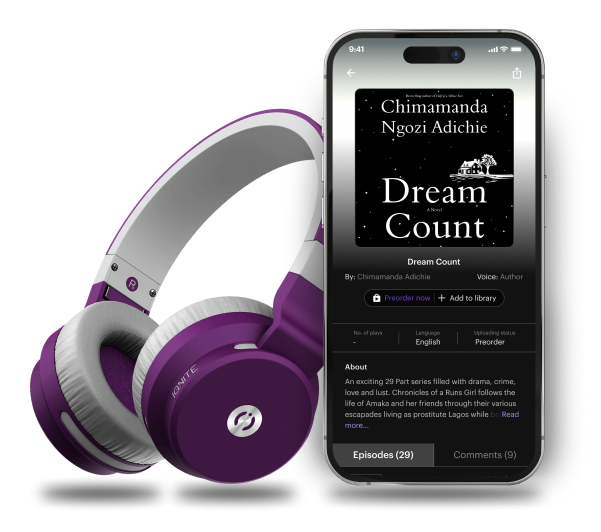 9:41
Bestselling author of Half of a Yellow Sun
Chimamanda
Ngozi Adichie
Dream
A Novel
Count
Dream Count
By: Chimamanda Adichie Voice: Author
Preorder now + Add to library
No. of plays Language Uploading status
- English Preorder
About
An exciting 29 Part series filled with drama, crime,
love and lust. Chronicles of a Runs Girl follows the
life of Amaka and her friends through their various
escapades living as prostitute Lagos while be Read
more...
Episodes (29) Comments (9)
R
IGNITE